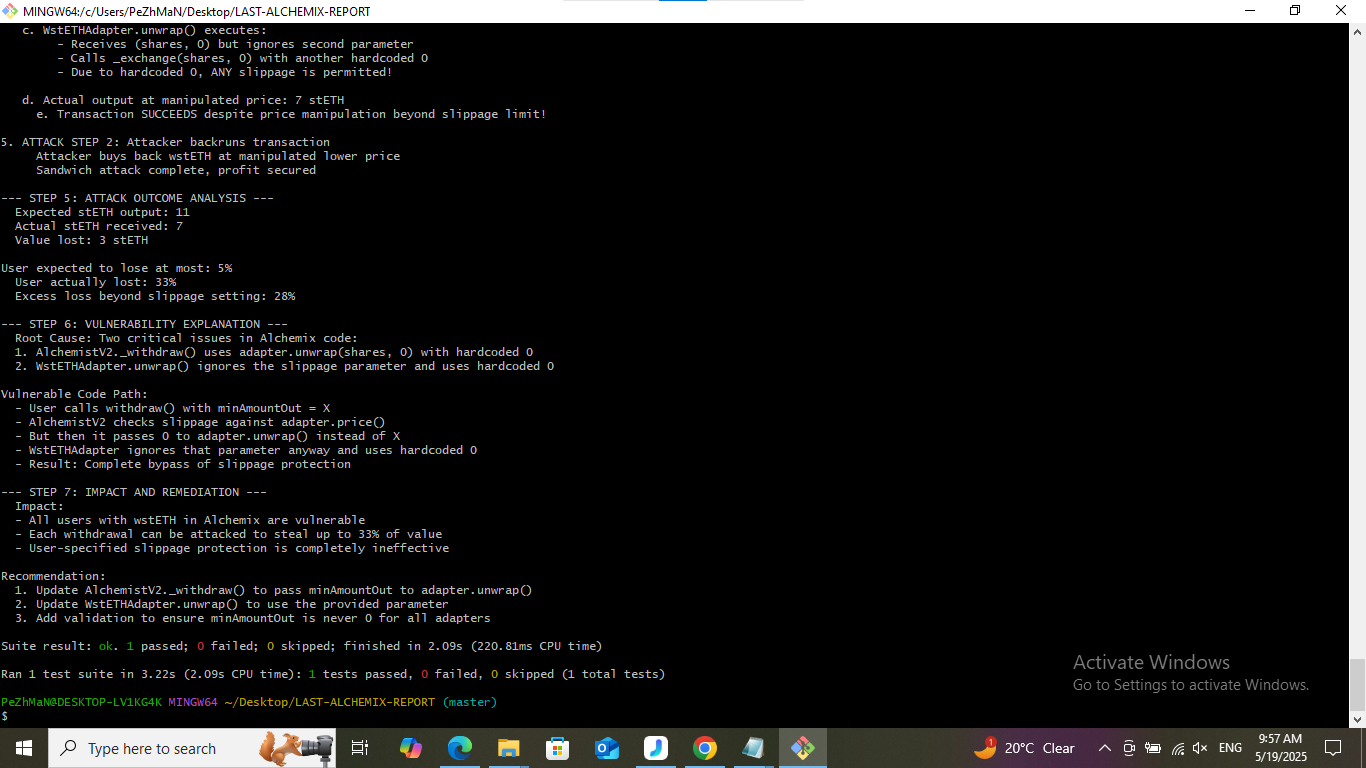 MINGW64:/c/Users/PeZhMaN/Desktop/LAST-ALCHEMIX-REPORT
c. WstETHAdapter.unwrap() executes:
- Receives (shares, 0) but ignores second parameter
- Calls _exchange(shares, 0) with another hardcoded 0
- Due to hardcoded 0, ANY slippage is permitted!
d. Actual output at manipulated price: 7 stETH
e. Transaction SUCCEEDS despite price manipulation beyond slippage limit!
5. ATTACK STEP 2: Attacker backruns transaction
Attacker buys back wstETH at manipulated lower price
Sandwich attack complete, profit secured
--- STEP 5: ATTACK OUTCOME ANALYSIS ---
Expected stETH output: 11
Actual stETH received: 7
Value lost: 3 stETH
User expected to lose at most: 5%
User actually lost: 33%
Excess loss beyond slippage setting: 28%
--- STEP 6: VULNERABILITY EXPLANATION ---
Root Cause: Two critical issues in Alchemix code:
1. AlchemistV2._withdraw() uses adapter.unwrap(shares, 0) with hardcoded 0
2. WstETHAdapter.unwrap() ignores the slippage parameter and uses hardcoded 0
Vulnerable Code Path:
- User calls withdraw() with minAmountOut = X
- AlchemistV2 checks slippage against adapter.price()
- But then it passes 0 to adapter.unwrap() instead of X
- WstETHAdapter ignores that parameter anyway and uses hardcoded 0
- Result: Complete bypass of slippage protection
--- STEP 7: IMPACT AND REMEDIATION ---
Impact:
- All users with wstETH in Alchemix are vulnerable
- Each withdrawal can be attacked to steal up to 33% of value
- User-specified slippage protection is completely ineffective
Recommendation:
1. Update AlchemistV2._withdraw() to pass minAmountOut to adapter.unwrap()
2. Update WstETHAdapter.unwrap() to use the provided parameter
3. Add validation to ensure minAmountOut is never 0 for all adapters
Suite result: ok. 1 passed; 0 failed; 0 skipped; finished in 2.09s (220.81ms CPU time)
Ran 1 test suite in 3.22s (2.09s CPU time): 1 tests passed, 0 failed, 0 skipped (1 total tests)
PeZhMaN@DESKTOP-LV1KG4K MINGW64 ~/Desktop/LAST-ALCHEMIX-REPORT (master)
$
Activate Windows
Go to Settings to activate Windows.
Type here to search
1
20°C Clear
ENG
9:57 AM
5/19/2025